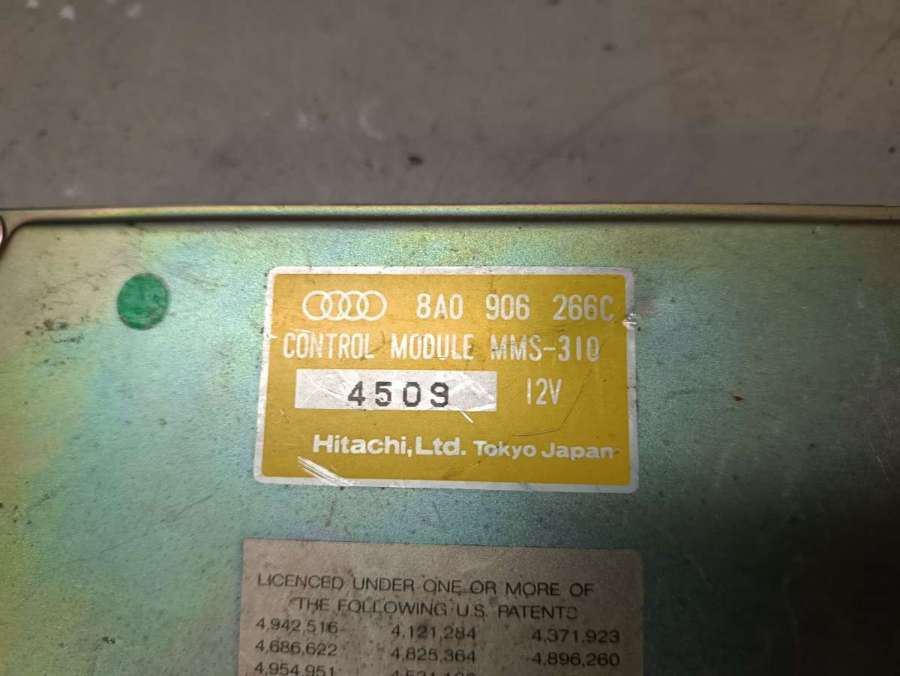 8A0 906 266C
CONTROL MODULE MMS-310
4509 12V
Hitachi, Ltd. Tokyo Japan
LICENCED UNDER ONE OR MORE OF
THE FOLLOWING U.S. PATENTS
4,942,516 4,121,284 4,371,923
4,686,622 4,825,364 4,896,260
4,954,951